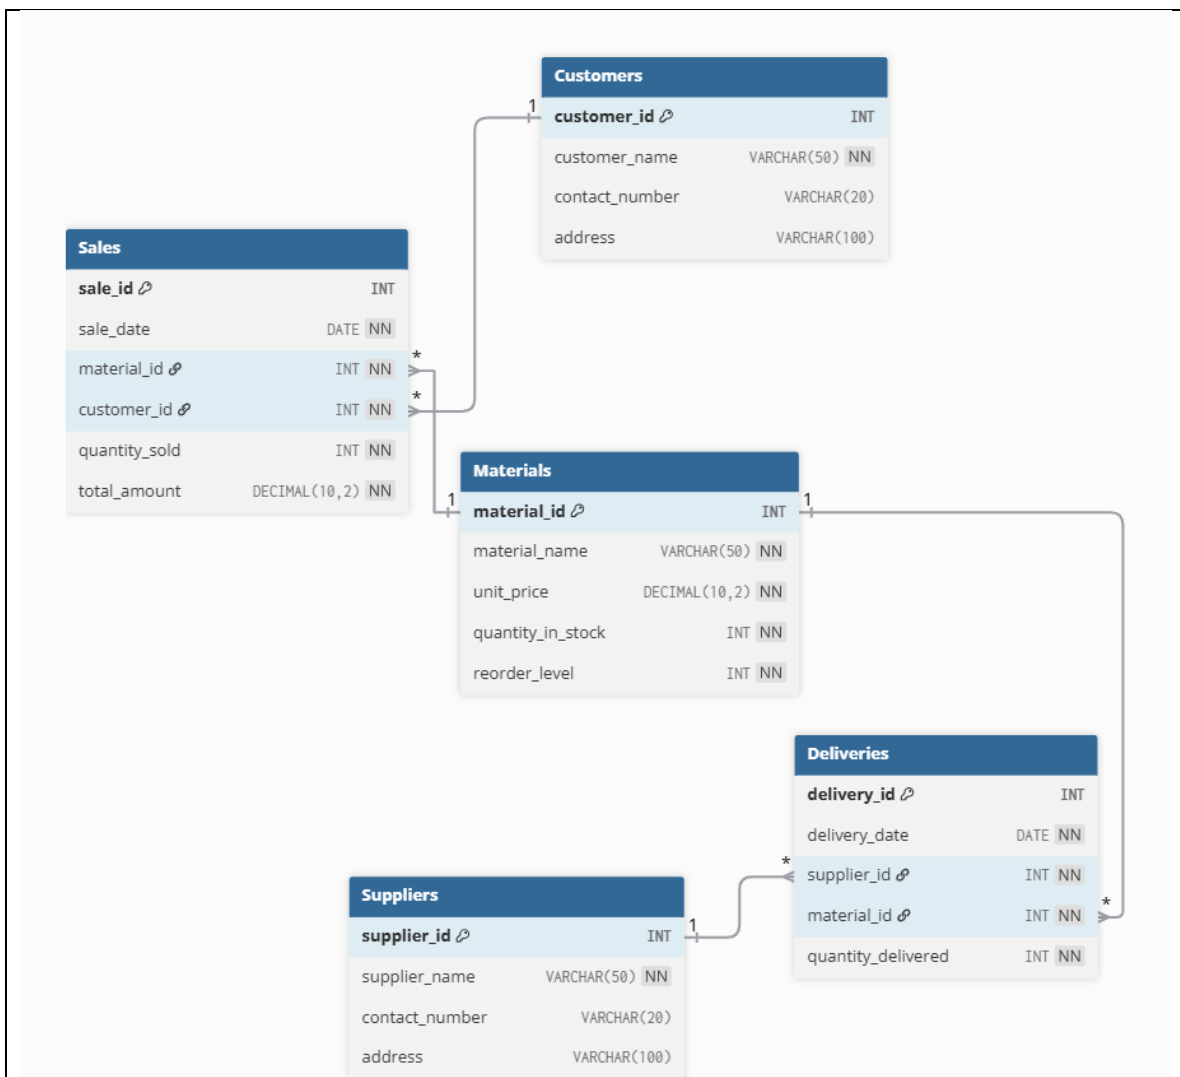 Customers
1
customer_id INT
customer_name VARCHAR(50) NN
contact_number VARCHAR(20)
address VARCHAR(100)
Sales
sale_id INT
sale_date DATE NN
*
material_id INT NN
*
customer_id INT NN
quantity_sold INT NN
total_amount DECIMAL(10,2) NN
Materials
1
1
material_id INT
material_name VARCHAR(50) NN
unit_price DECIMAL(10,2) NN
quantity_in_stock INT NN
reorder_level INT NN
Deliveries
delivery_id INT
delivery_date DATE NN
*
supplier_id INT NN
*
material_id INT NN
quantity_delivered INT NN
Suppliers
1
supplier_id INT
supplier_name VARCHAR(50) NN
contact_number VARCHAR(20)
address VARCHAR(100)